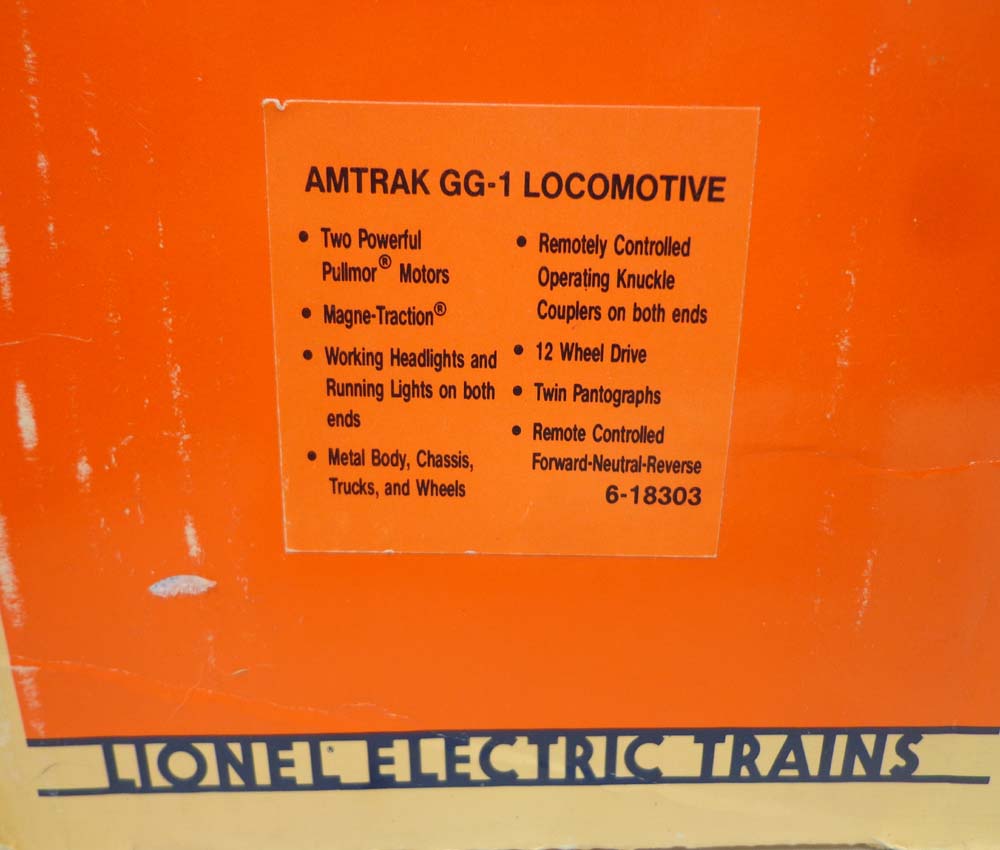 AMTRAK GG-1 LOCOMOTIVE
• Two Powerful
Pullmor® Motors
• Magne-Traction®
• Working Headlights and
Running Lights on both
ends
• Metal Body, Chassis,
Trucks, and Wheels
• Remotely Controlled
Operating Knuckle
Couplers on both ends
• 12 Wheel Drive
• Twin Pantographs
• Remote Controlled
Forward-Neutral-Reverse
6-18303
LIONEL® ELECTRIC TRAINS